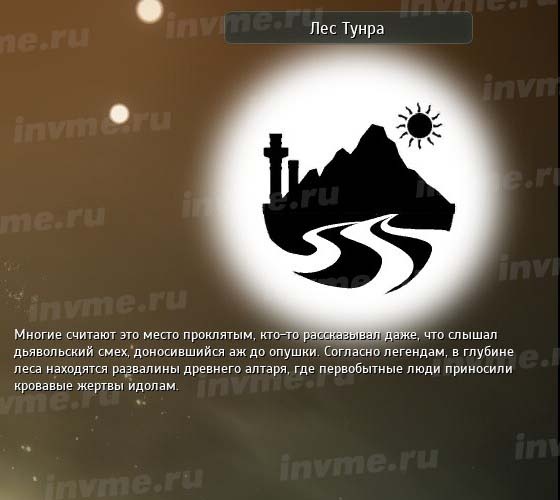 Лес Тунра
Многие считают это место проклятым, кто-то рассказывал даже, что слышал
дьявольский смех, доносившийся аж до опушки. Согласно легендам, в глубине
леса находятся развалины древнего алтаря, где первобытные люди приносили
кровавые жертвы идолам.
invme.ru
invme.ru
invme.ru
invme.ru
invme.ru
invme.ru
invme.ru
invme.ru
invme.ru
invme.ru
invme.ru
invme.ru